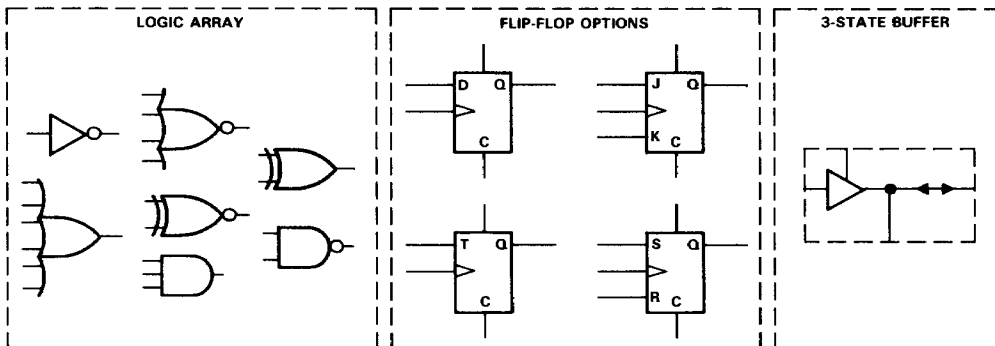 LOGIC ARRAY
FLIP-FLOP OPTIONS
3-STATE BUFFER
D Q
C
J Q
K
C
T Q
C
S Q
R
C